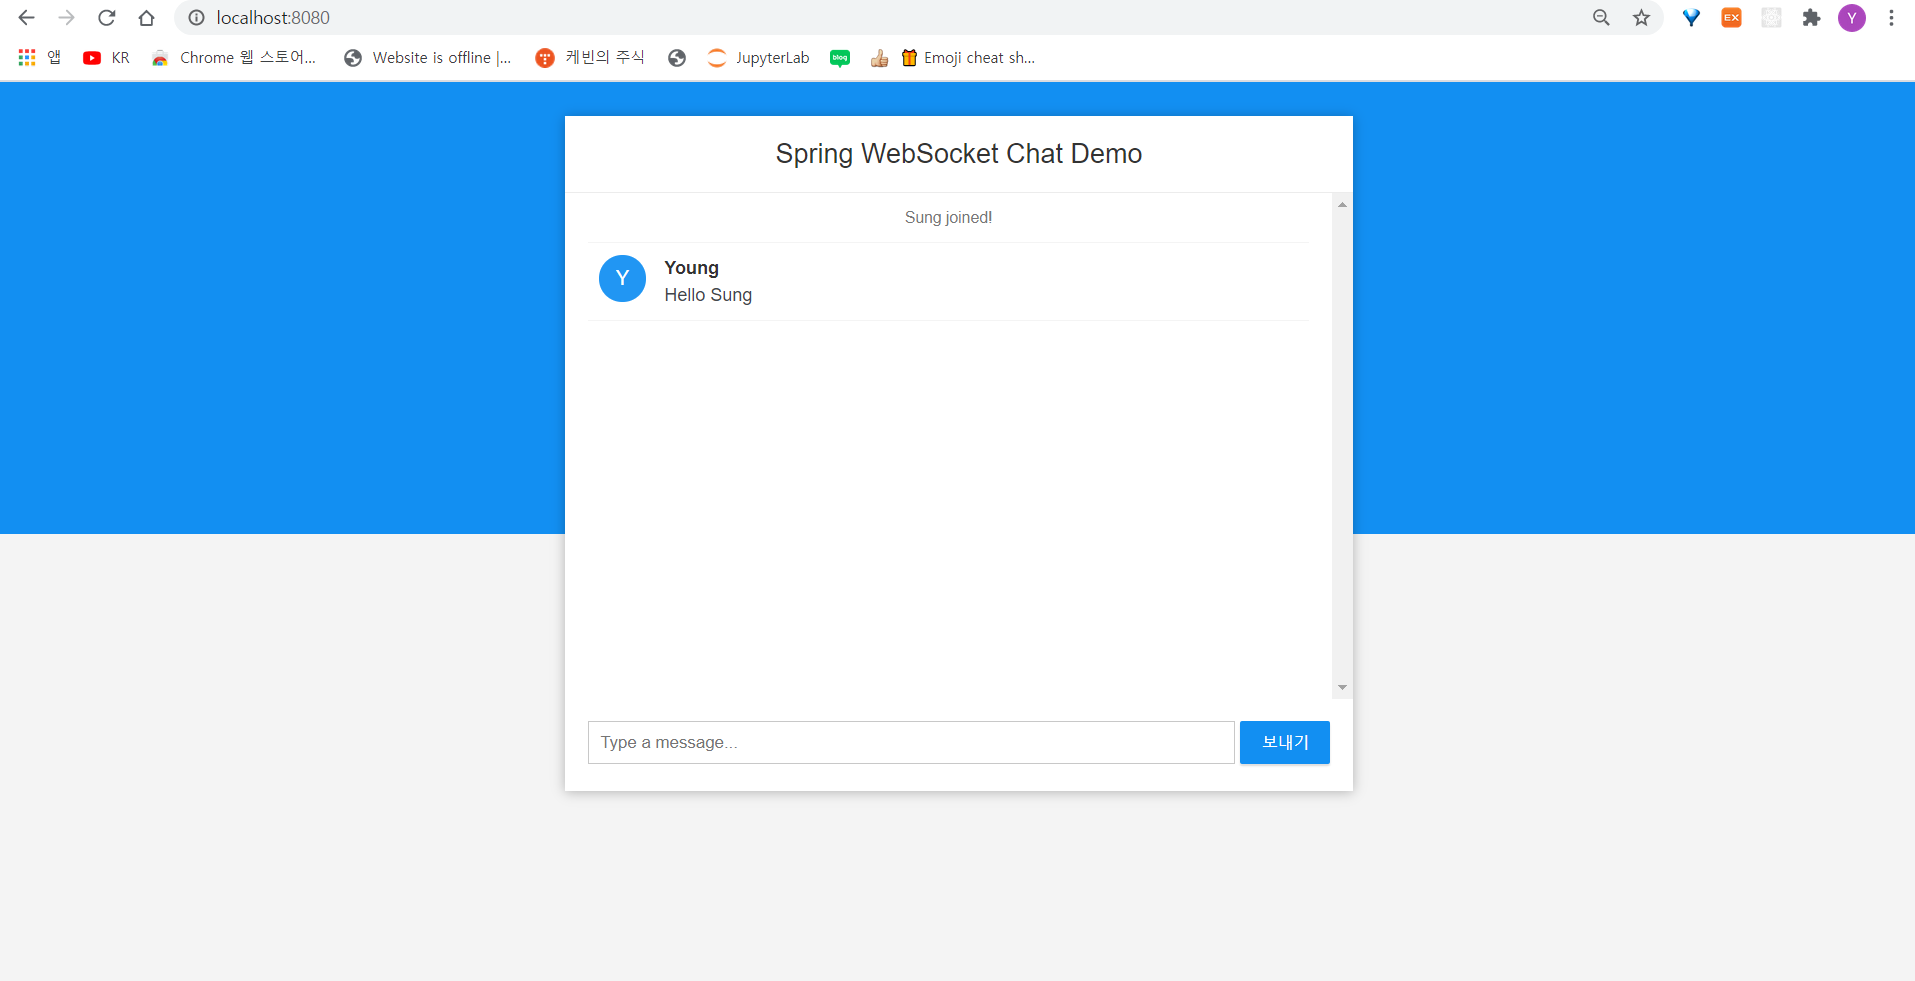 localhost:8080
EX
Y
앱 KR Chrome 웹 스토어... Website is offline |... 케빈의 주식 JupyterLab blog Emoji cheat sh...
Spring WebSocket Chat Demo
Sung joined!
Y
Young
Hello Sung
Type a message...
보내기